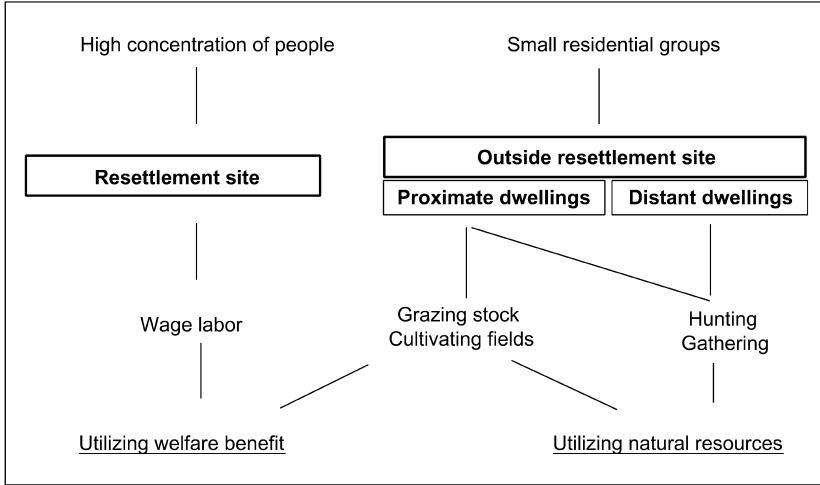 High concentration of people
Small residential groups
Resettlement site
Outside resettlement site
Proximate dwellings
Distant dwellings
Wage labor
Grazing stock
Cultivating fields
Hunting
Gathering
Utilizing welfare benefit
Utilizing natural resources